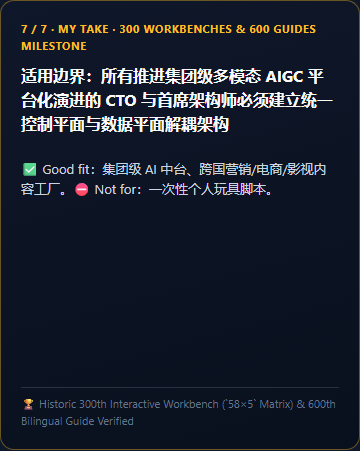 7 / 7 · MY TAKE · 300 WORKBENCHES & 600 GUIDES
MILESTONE
适用边界：所有推进集团级多模态 AIGC 平
台化演进的 CTO 与首席架构师必须建立统一
控制平面与数据平面解耦架构
✅ Good fit：集团级 AI 中台、跨国营销/电商/影视内
容工厂。⛔ Not for：一次性个人玩具脚本。
🏆 Historic 300th Interactive Workbench (`58×5` Matrix) & 600th
Bilingual Guide Verified